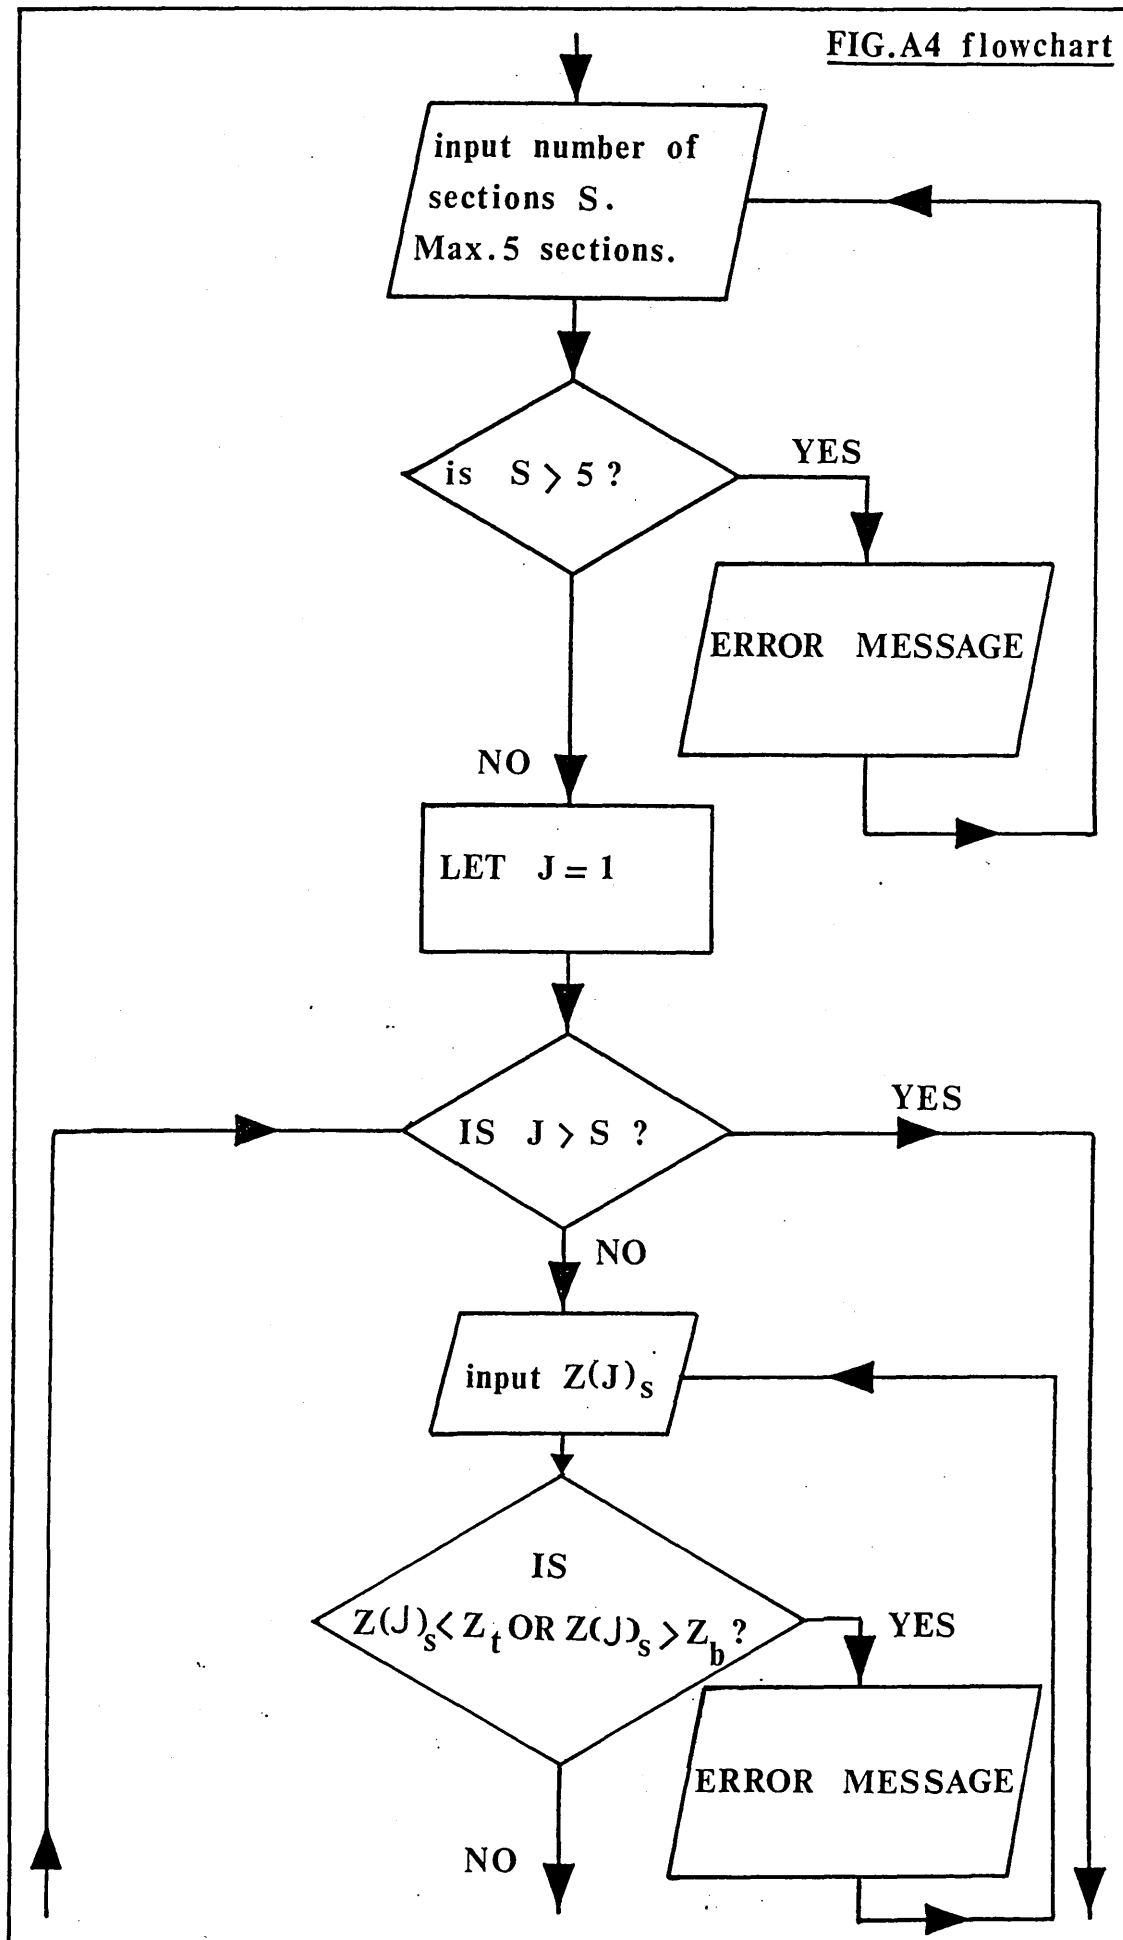 FIG.A4 flowchart
input number of
sections S.
Max.5 sections.
is S > 5 ?
YES
ERROR MESSAGE
NO
LET J = 1
IS J > S ?
YES
NO
input Z(J)s
IS
Z(J)s < Zt OR Z(J)s > Zb ?
YES
ERROR MESSAGE
NO